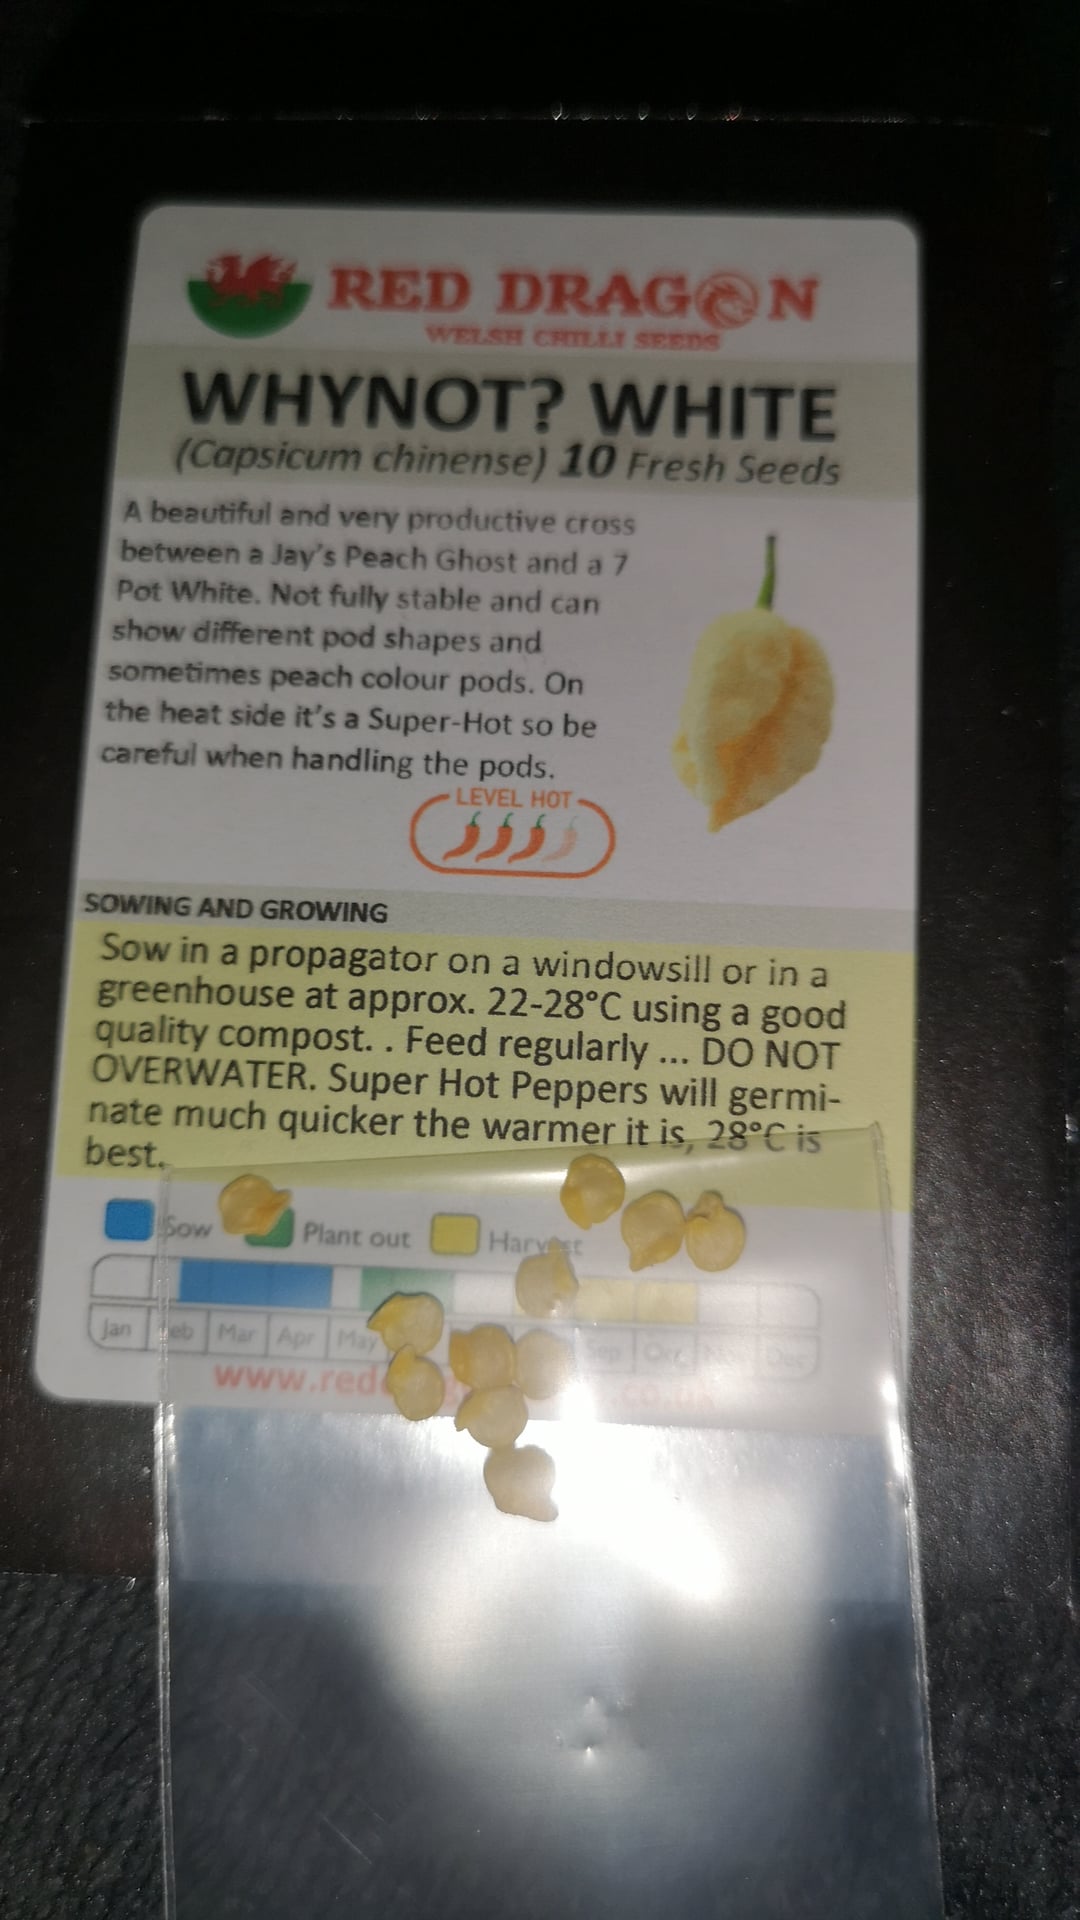 RED DRAGON
WELSH CHILLI SEEDS
WHYNOT? WHITE
(Capsicum chinense) 10 Fresh Seeds
A beautiful and very productive cross
between a Jay's Peach Ghost and a 7
Pot White. Not fully stable and can
show different pod shapes and
sometimes peach colour pods. On
the heat side it's a Super-Hot so be
careful when handling the pods.
LEVEL HOT
SOWING AND GROWING
Sow in a propagator on a windowsill or in a
greenhouse at approx. 22-28°C using a good
quality compost. . Feed regularly ... DO NOT
OVERWATER. Super Hot Peppers will germi-
nate much quicker the warmer it is, 28°C is
best.
Sow Plant out Harvest
Jan Feb Mar Apr May Sep Oct Nov Dec